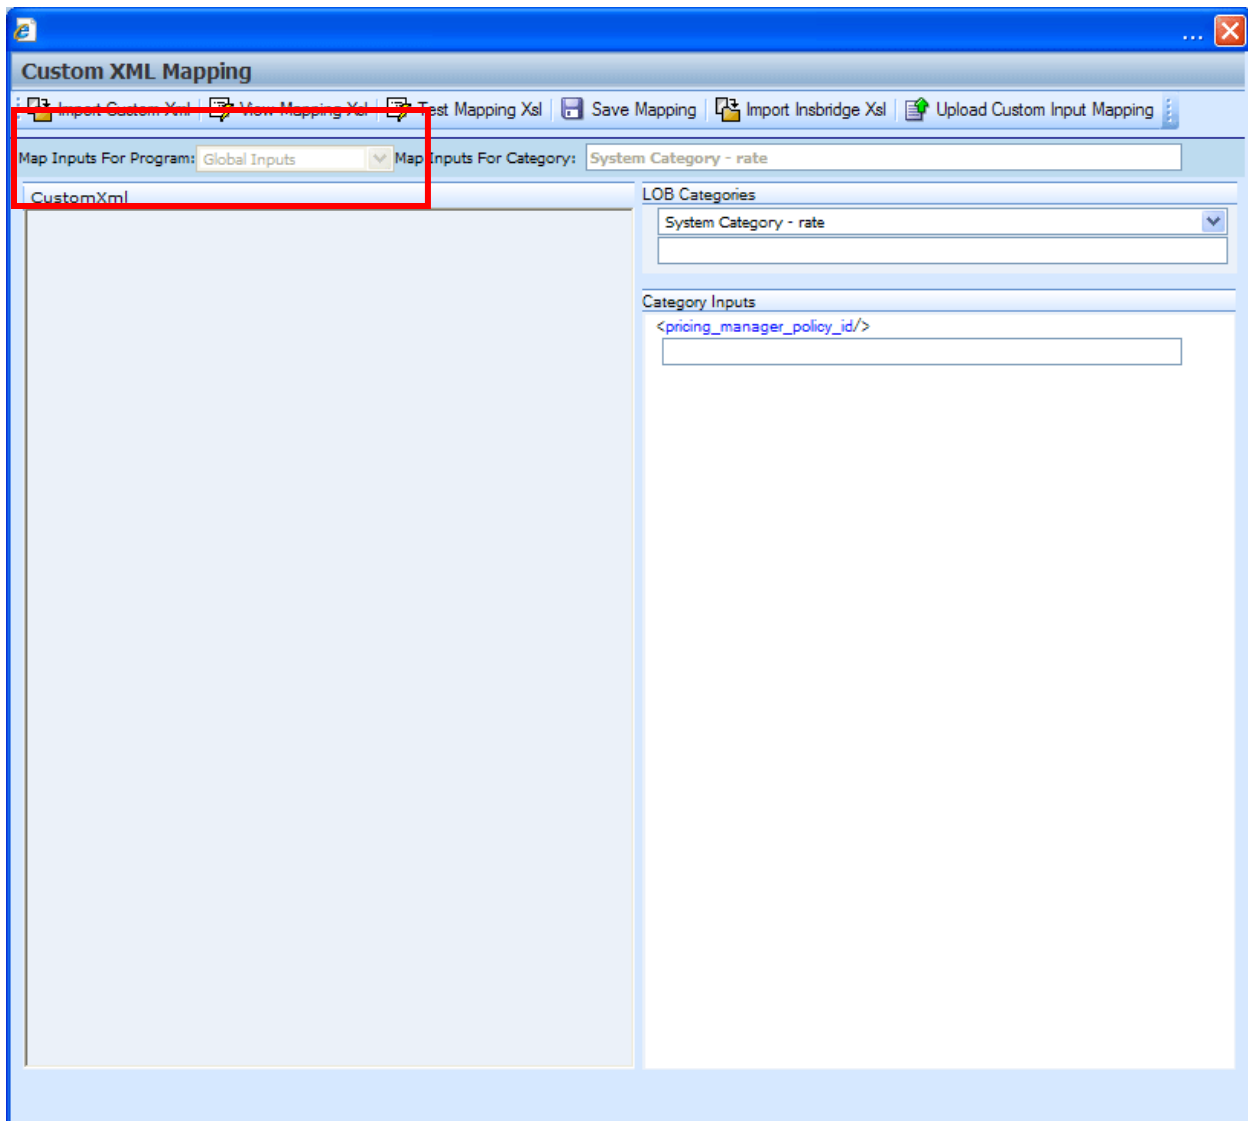 ...
Custom XML Mapping
Import Custom Xml View Mapping Xsl Test Mapping Xsl Save Mapping Import Insbridge Xsl Upload Custom Input Mapping
Map Inputs For Program: Global Inputs Map Inputs For Category: System Category - rate
CustomXml
LOB Categories
System Category - rate
Category Inputs
<pricing_manager_policy_id/>